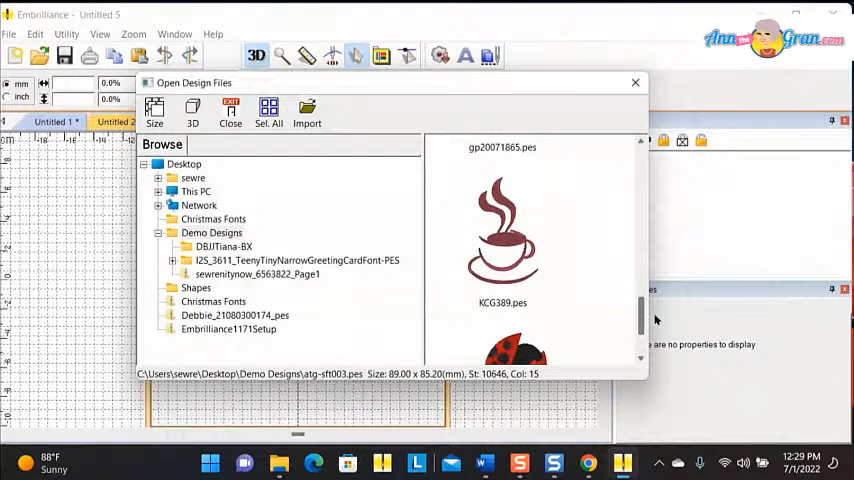 Embrilliance - Untitled 5
Ann the Gran.com
File Edit Utility View Zoom Window Help
3D
mm
inch
0.0%
0.0%
Open Design Files
Size 3D EXIT Close Sel. All Import
Untitled 1 * Untitled 2
Browse
Desktop
sewre
This PC
Network
Christmas Fonts
Demo Designs
DBJJTiana-BX
I2S_3611_TeenyTinyNarrowGreetingCardFont-PES
sewrenitynow_6563822_Page1
Shapes
Christmas Fonts
Debbie_21080300174_pes
Embrilliance1171Setup
gp20071865.pes
KCG389.pes
C:\Users\sewre\Desktop\Demo Designs\atg-sft003.pes Size: 89.00 x 85.20(mm), St: 10646, Col: 15
are no properties to display
88°F
Sunny
12:29 PM
7/1/2022